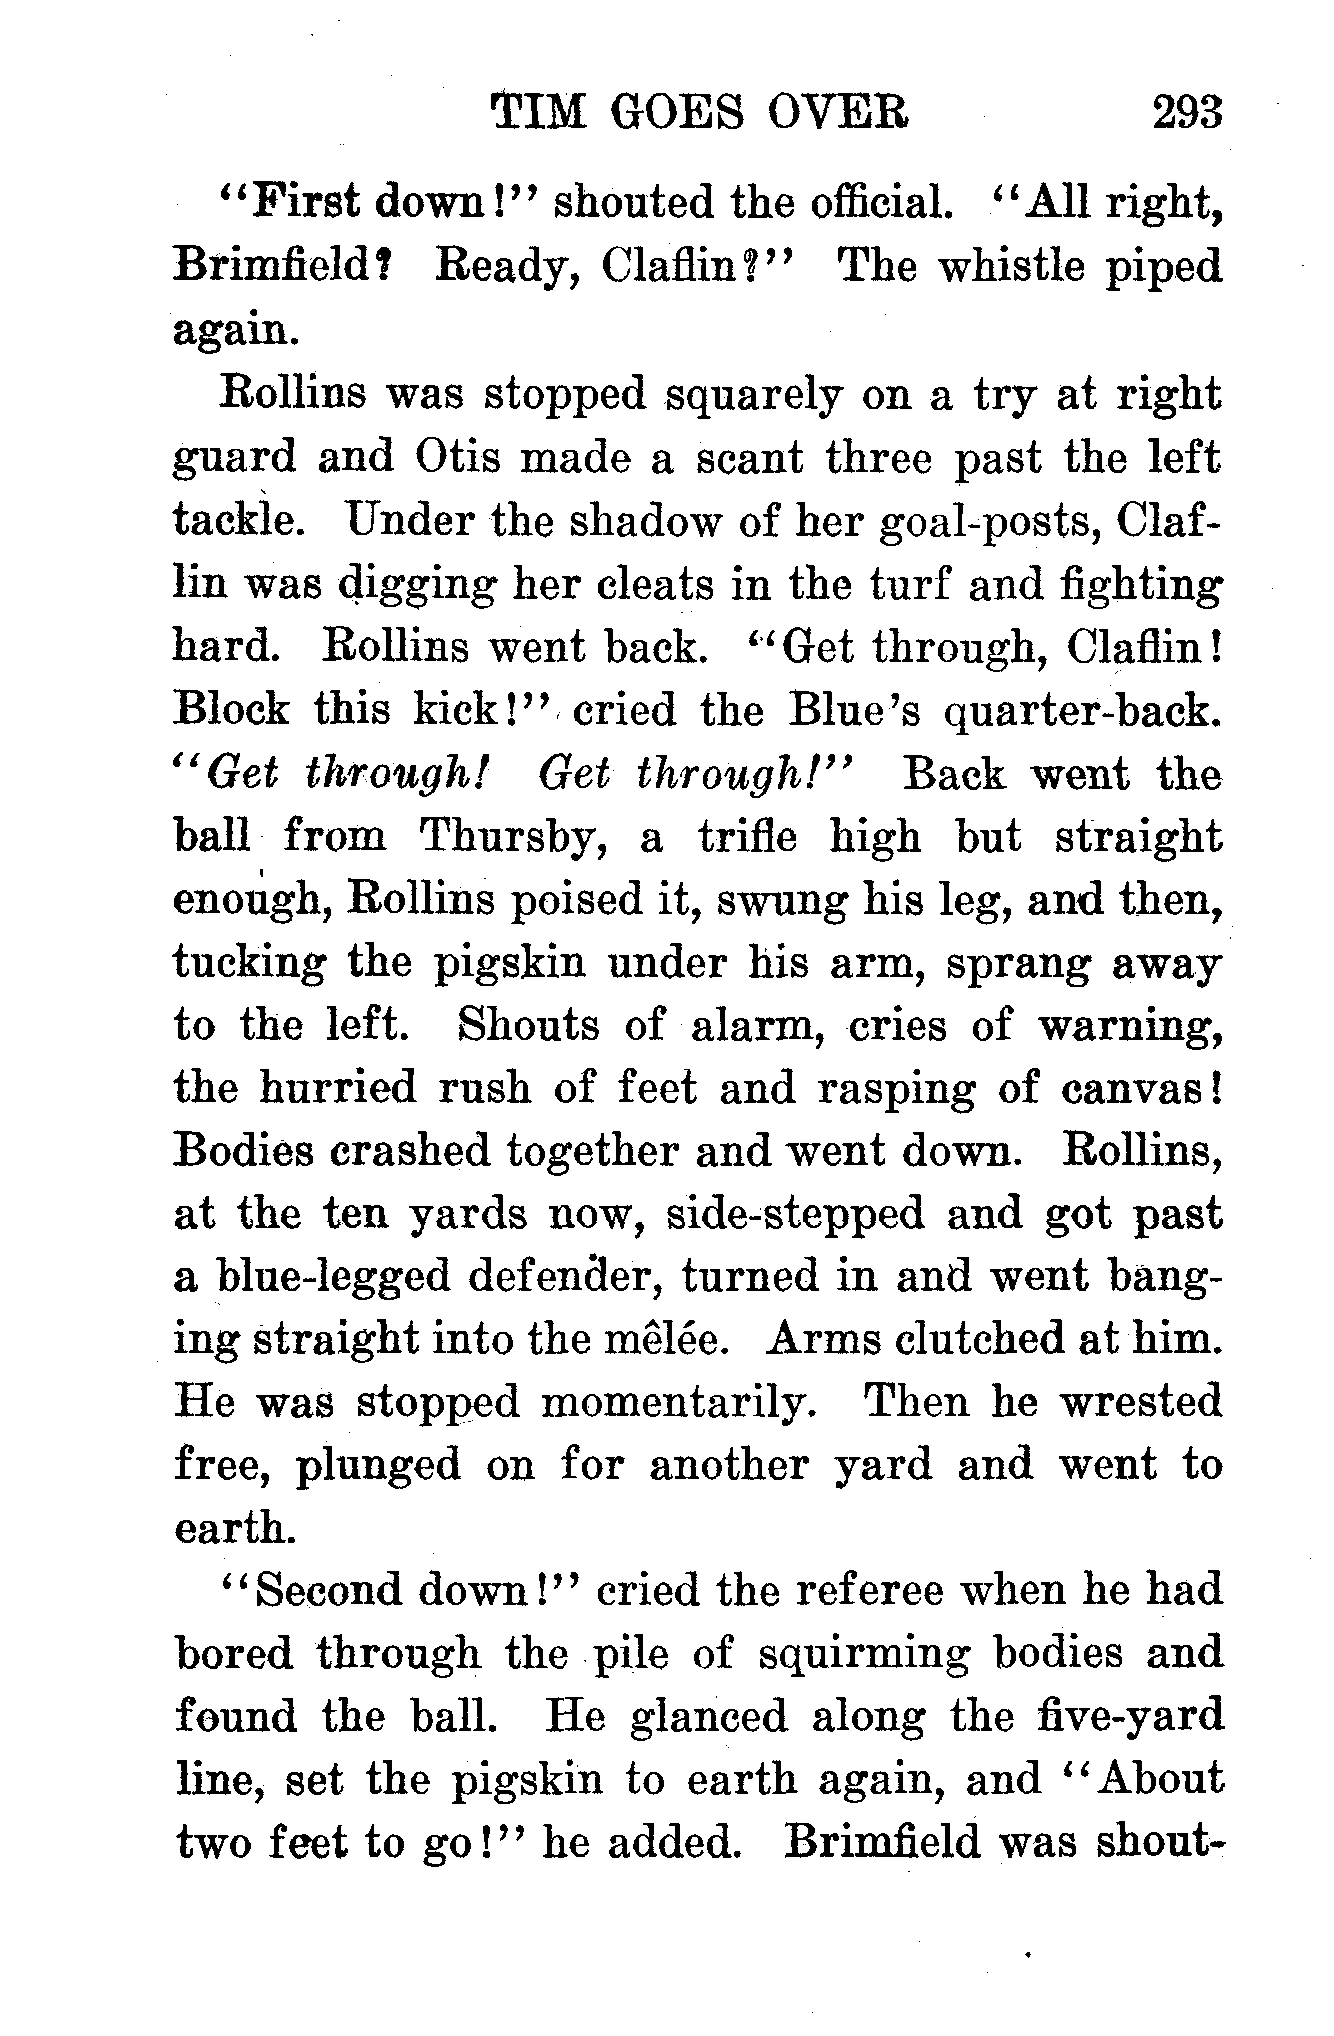 TIM GOES OVER 293
“First down!” shouted the official. “All right,
Brimfield? Ready, Claflin?” The whistle piped
again.
Rollins was stopped squarely on a try at right
guard and Otis made a scant three past the left
tackle. Under the shadow of her goal-posts, Claf-
lin was digging her cleats in the turf and fighting
hard. Rollins went back. “Get through, Claflin!
Block this kick!” cried the Blue’s quarter-back.
“Get through! Get through!” Back went the
ball from Thursby, a trifle high but straight
enough, Rollins poised it, swung his leg, and then,
tucking the pigskin under his arm, sprang away
to the left. Shouts of alarm, cries of warning,
the hurried rush of feet and rasping of canvas!
Bodies crashed together and went down. Rollins,
at the ten yards now, side-stepped and got past
a blue-legged defender, turned in and went bang-
ing straight into the mêlée. Arms clutched at him.
He was stopped momentarily. Then he wrested
free, plunged on for another yard and went to
earth.
“Second down!” cried the referee when he had
bored through the pile of squirming bodies and
found the ball. He glanced along the five-yard
line, set the pigskin to earth again, and “About
two feet to go!” he added. Brimfield was shout-